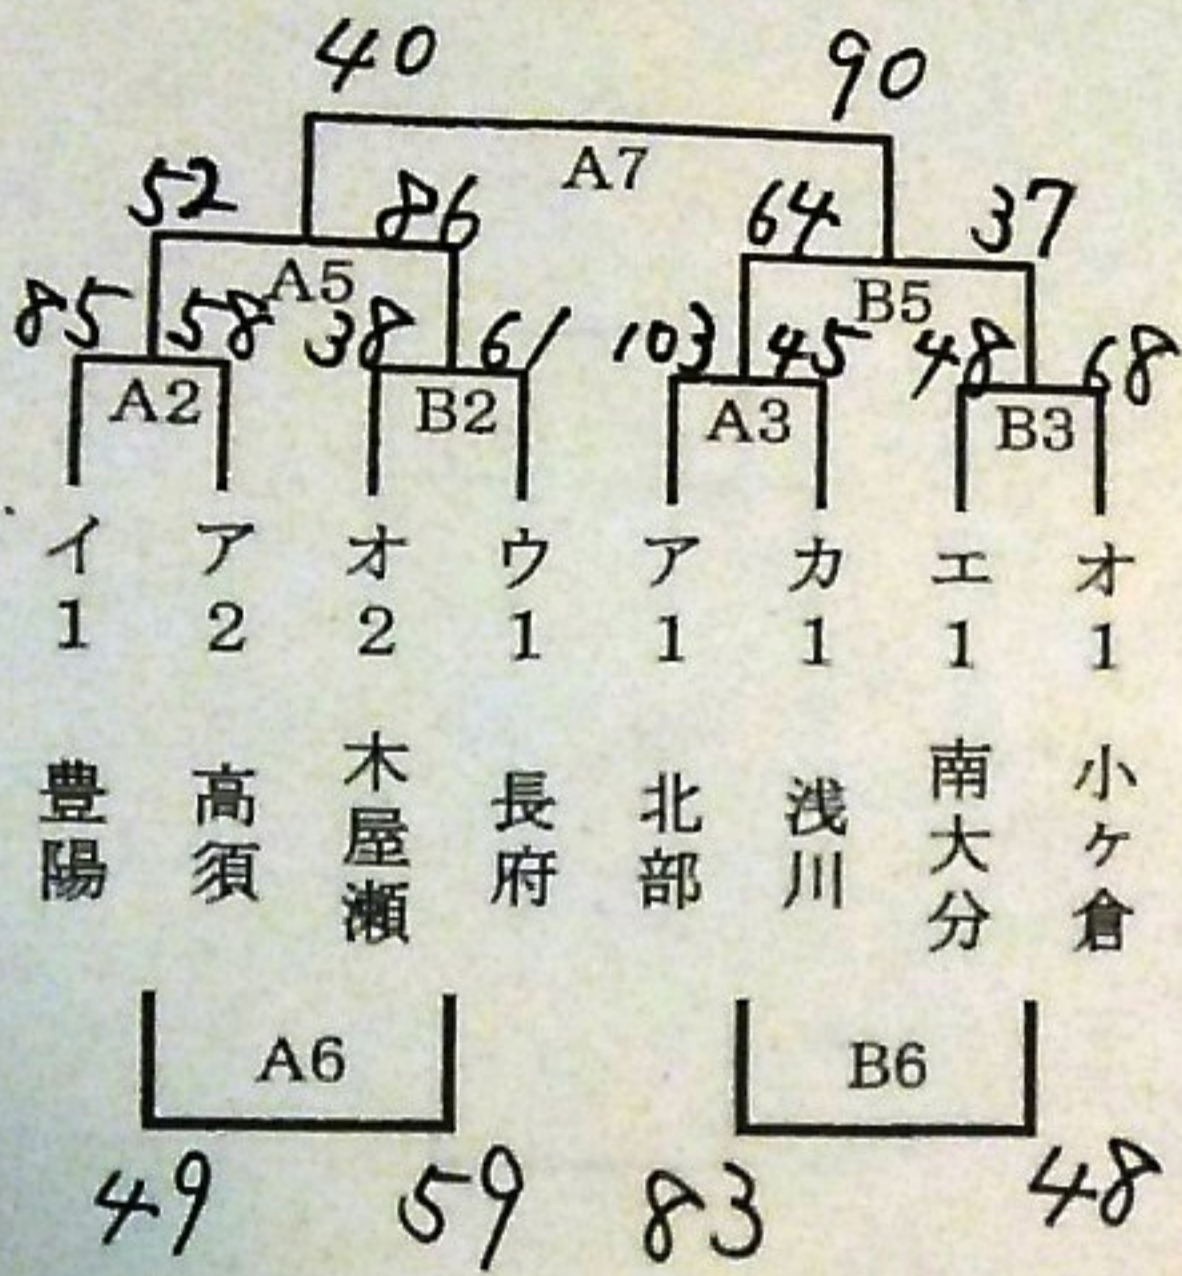 40 90
A7
52 86 64 37
A5 B5
85 58 38 61 103 45 48 68
A2 B2 A3 B3
イ1 豊陽
ア2 高須
オ2 木屋瀬
ウ1 長府
ア1 北部
カ1 浅川
エ1 南大分
オ1 小ヶ倉
A6 B6
49 59 83 48